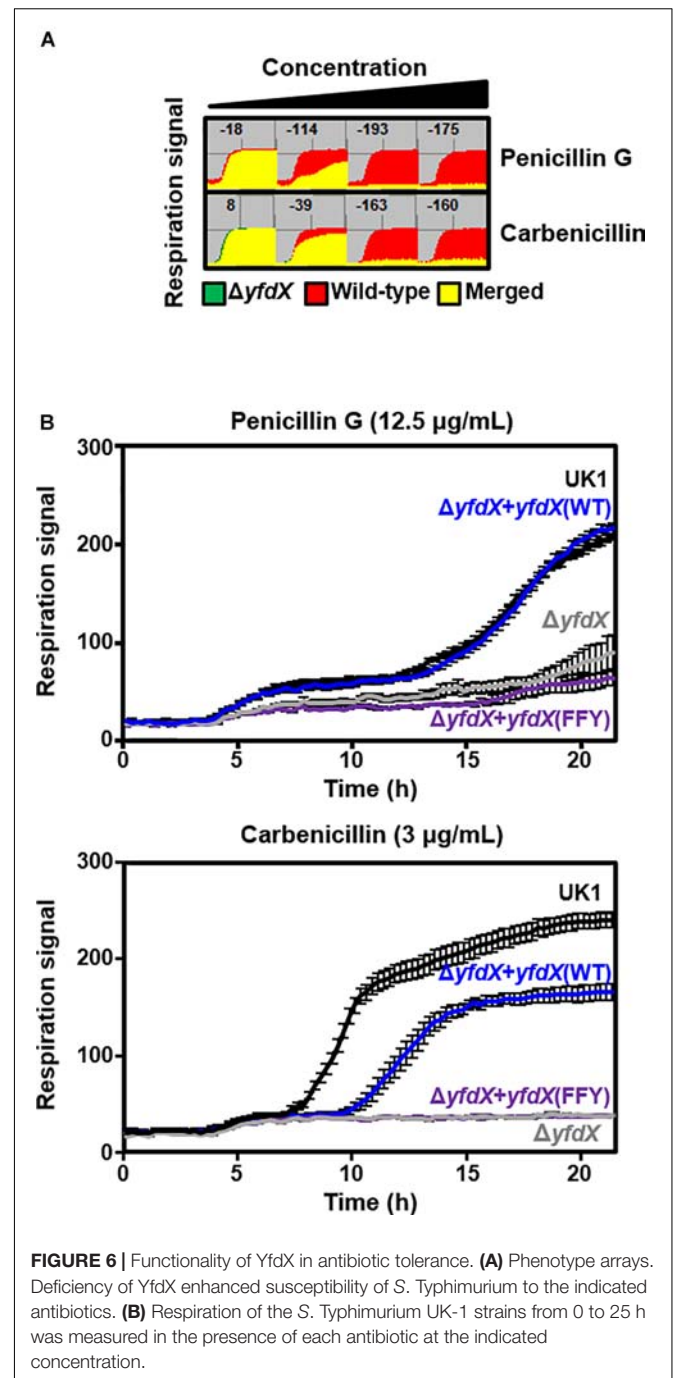 A
Concentration
Respiration signal
-18 -114 -193 -175
Penicillin G
8 -39 -163 -160
Carbenicillin
ΔyfdX Wild-type Merged
B
Penicillin G (12.5 µg/mL)
Respiration signal
300
200
100
0
UK1
ΔyfdX+yfdX(WT)
ΔyfdX
ΔyfdX+yfdX(FFY)
0 5 10 15 20
Time (h)
Carbenicillin (3 µg/mL)
Respiration signal
300
200
100
0
UK1
ΔyfdX+yfdX(WT)
ΔyfdX+yfdX(FFY)
ΔyfdX
0 5 10 15 20
Time (h)
FIGURE 6 | Functionality of YfdX in antibiotic tolerance. (A) Phenotype arrays.
Deficiency of YfdX enhanced susceptibility of S. Typhimurium to the indicated
antibiotics. (B) Respiration of the S. Typhimurium UK-1 strains from 0 to 25 h
was measured in the presence of each antibiotic at the indicated
concentration.